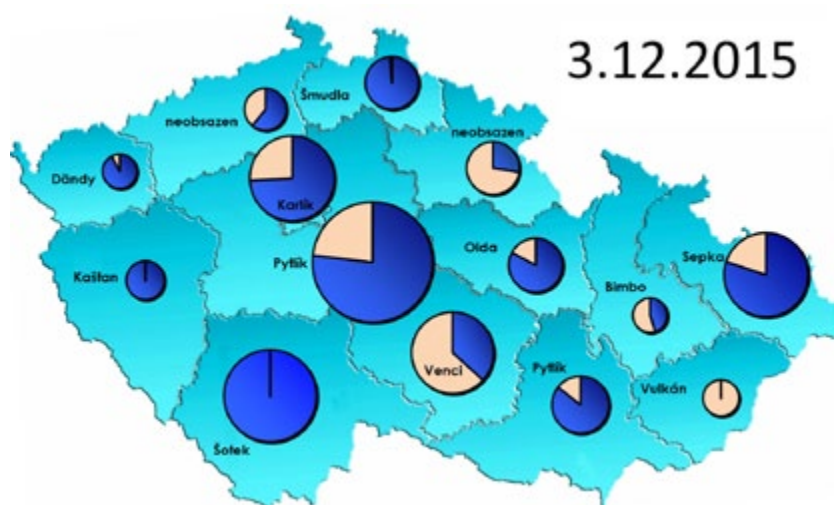 3.12.2015
Šmudla
neobsazen
neobsazen
Dändy
Karlík
Pytlík
Olda
Sepka
Kaštan
Bimbo
Venci
Pytlík
Vulkán
Šotek